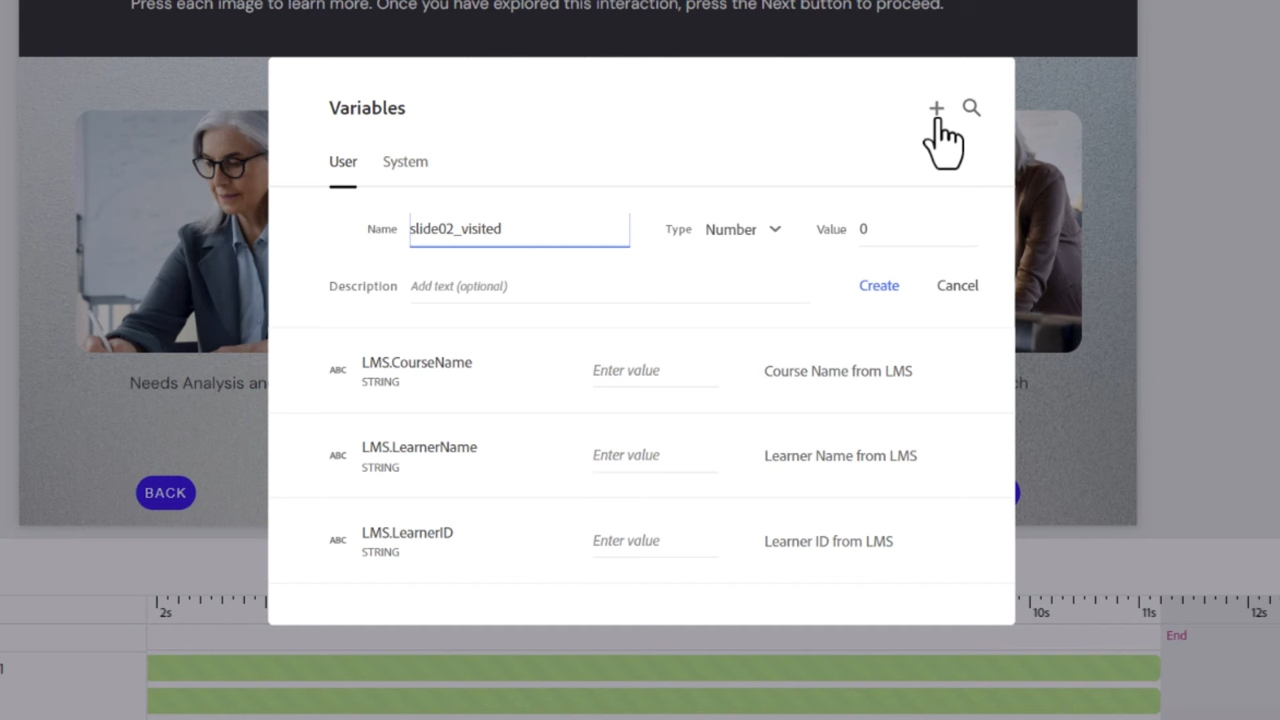 Press each image to learn more. Once you have explored this interaction, press the Next button to proceed.
Variables
User System
Name slide02_visited Type Number Value 0
Description Add text (optional) Create Cancel
ABC LMS.CourseName Enter value Course Name from LMS
STRING
ABC LMS.LearnerName Enter value Learner Name from LMS
STRING
ABC LMS.LearnerID Enter value Learner ID from LMS
STRING
Needs Analysis an
ch
BACK
2s 10s 11s 12s
End
1